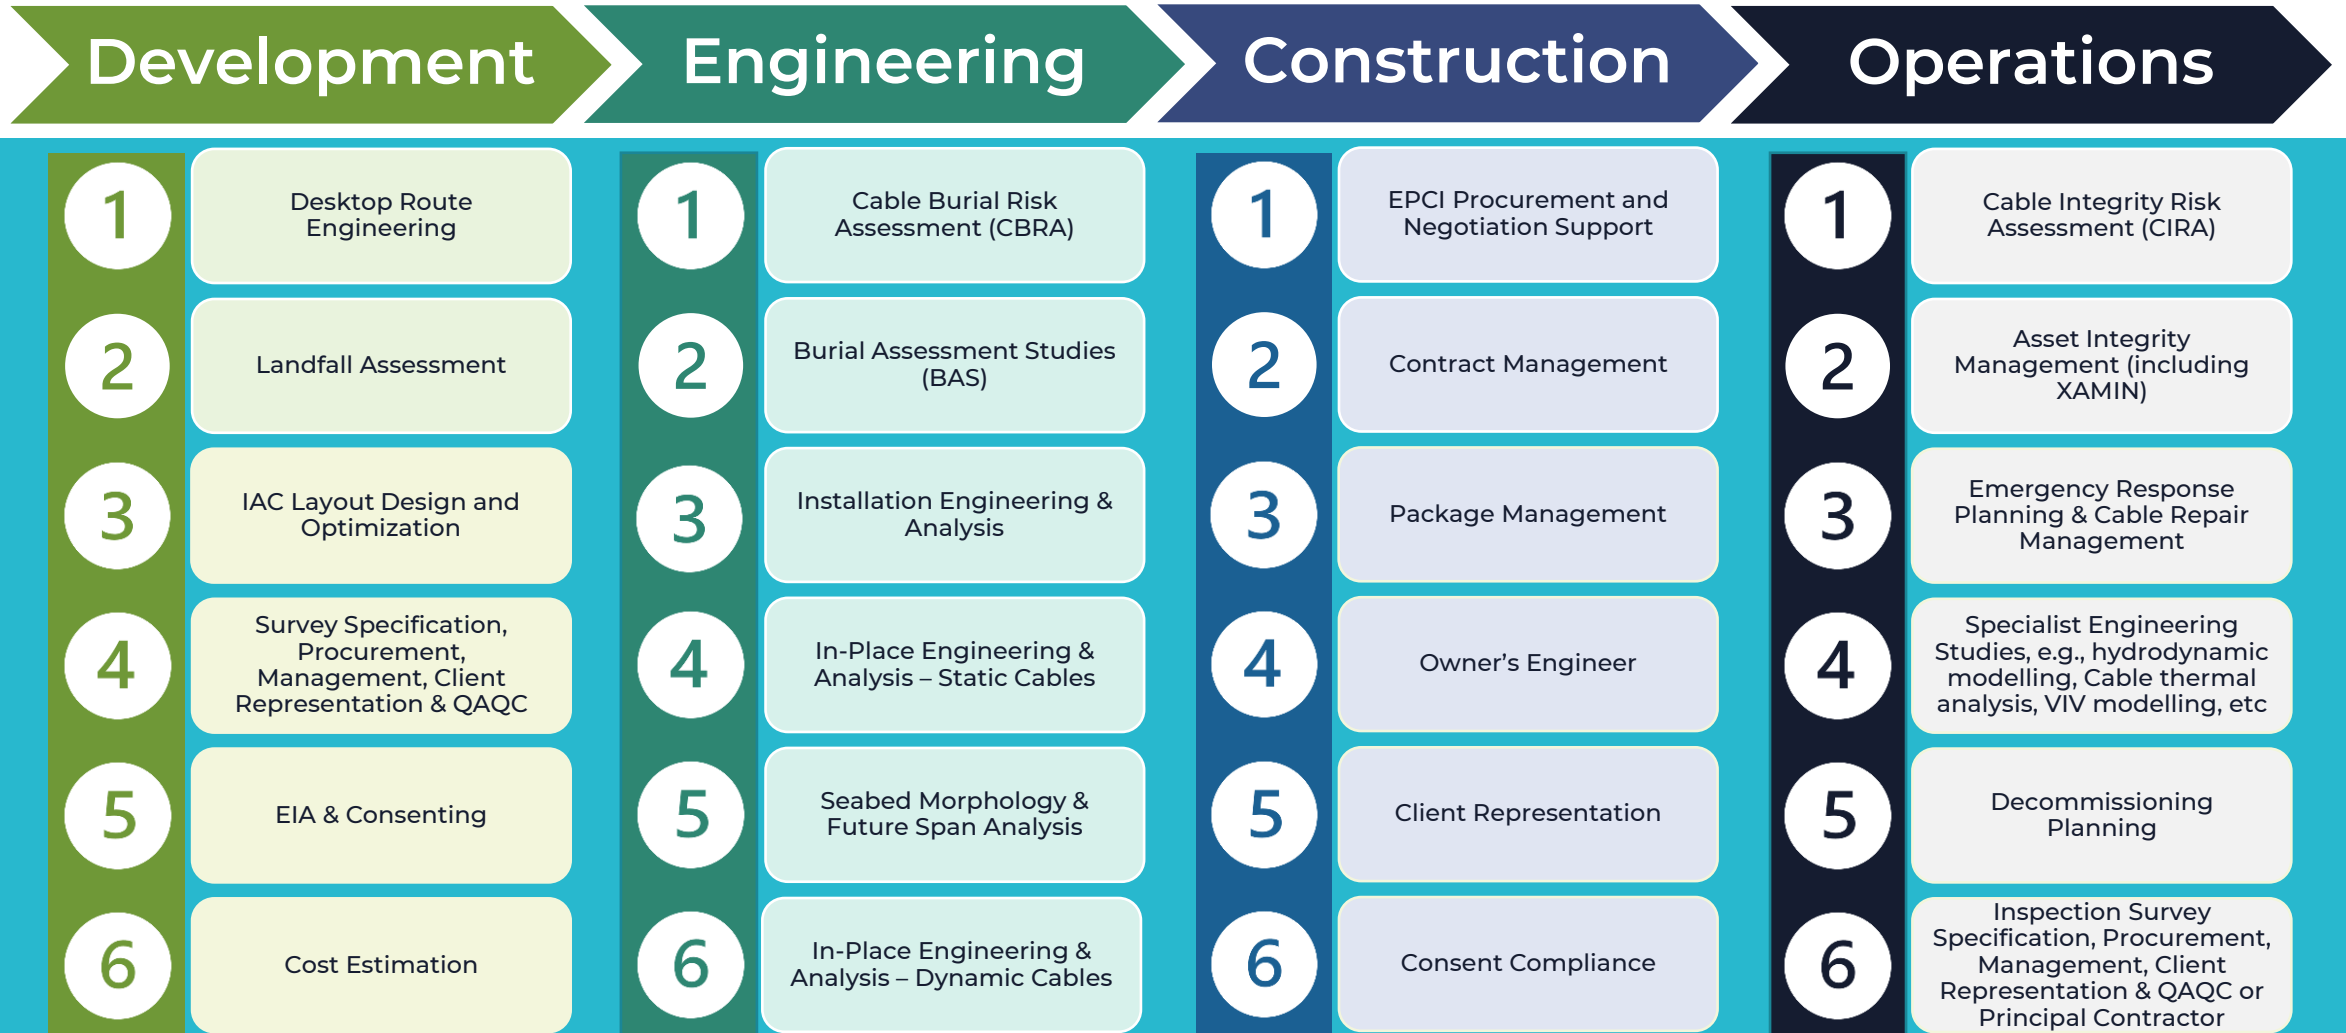 Development
Engineering
Construction
Operations
1
Desktop Route
Engineering
2
Landfall Assessment
3
IAC Layout Design and
Optimization
4
Survey Specification,
Procurement,
Management, Client
Representation & QAQC
5
EIA & Consenting
6
Cost Estimation
1
Cable Burial Risk
Assessment (CBRA)
2
Burial Assessment Studies
(BAS)
3
Installation Engineering &
Analysis
4
In-Place Engineering &
Analysis – Static Cables
5
Seabed Morphology &
Future Span Analysis
6
In-Place Engineering &
Analysis – Dynamic Cables
1
EPCI Procurement and
Negotiation Support
2
Contract Management
3
Package Management
4
Owner’s Engineer
5
Client Representation
6
Consent Compliance
1
Cable Integrity Risk
Assessment (CIRA)
2
Asset Integrity
Management (including
XAMIN)
3
Emergency Response
Planning & Cable Repair
Management
4
Specialist Engineering
Studies, e.g., hydrodynamic
modelling, Cable thermal
analysis, VIV modelling, etc
5
Decommissioning
Planning
6
Inspection Survey
Specification, Procurement,
Management, Client
Representation & QAQC or
Principal Contractor